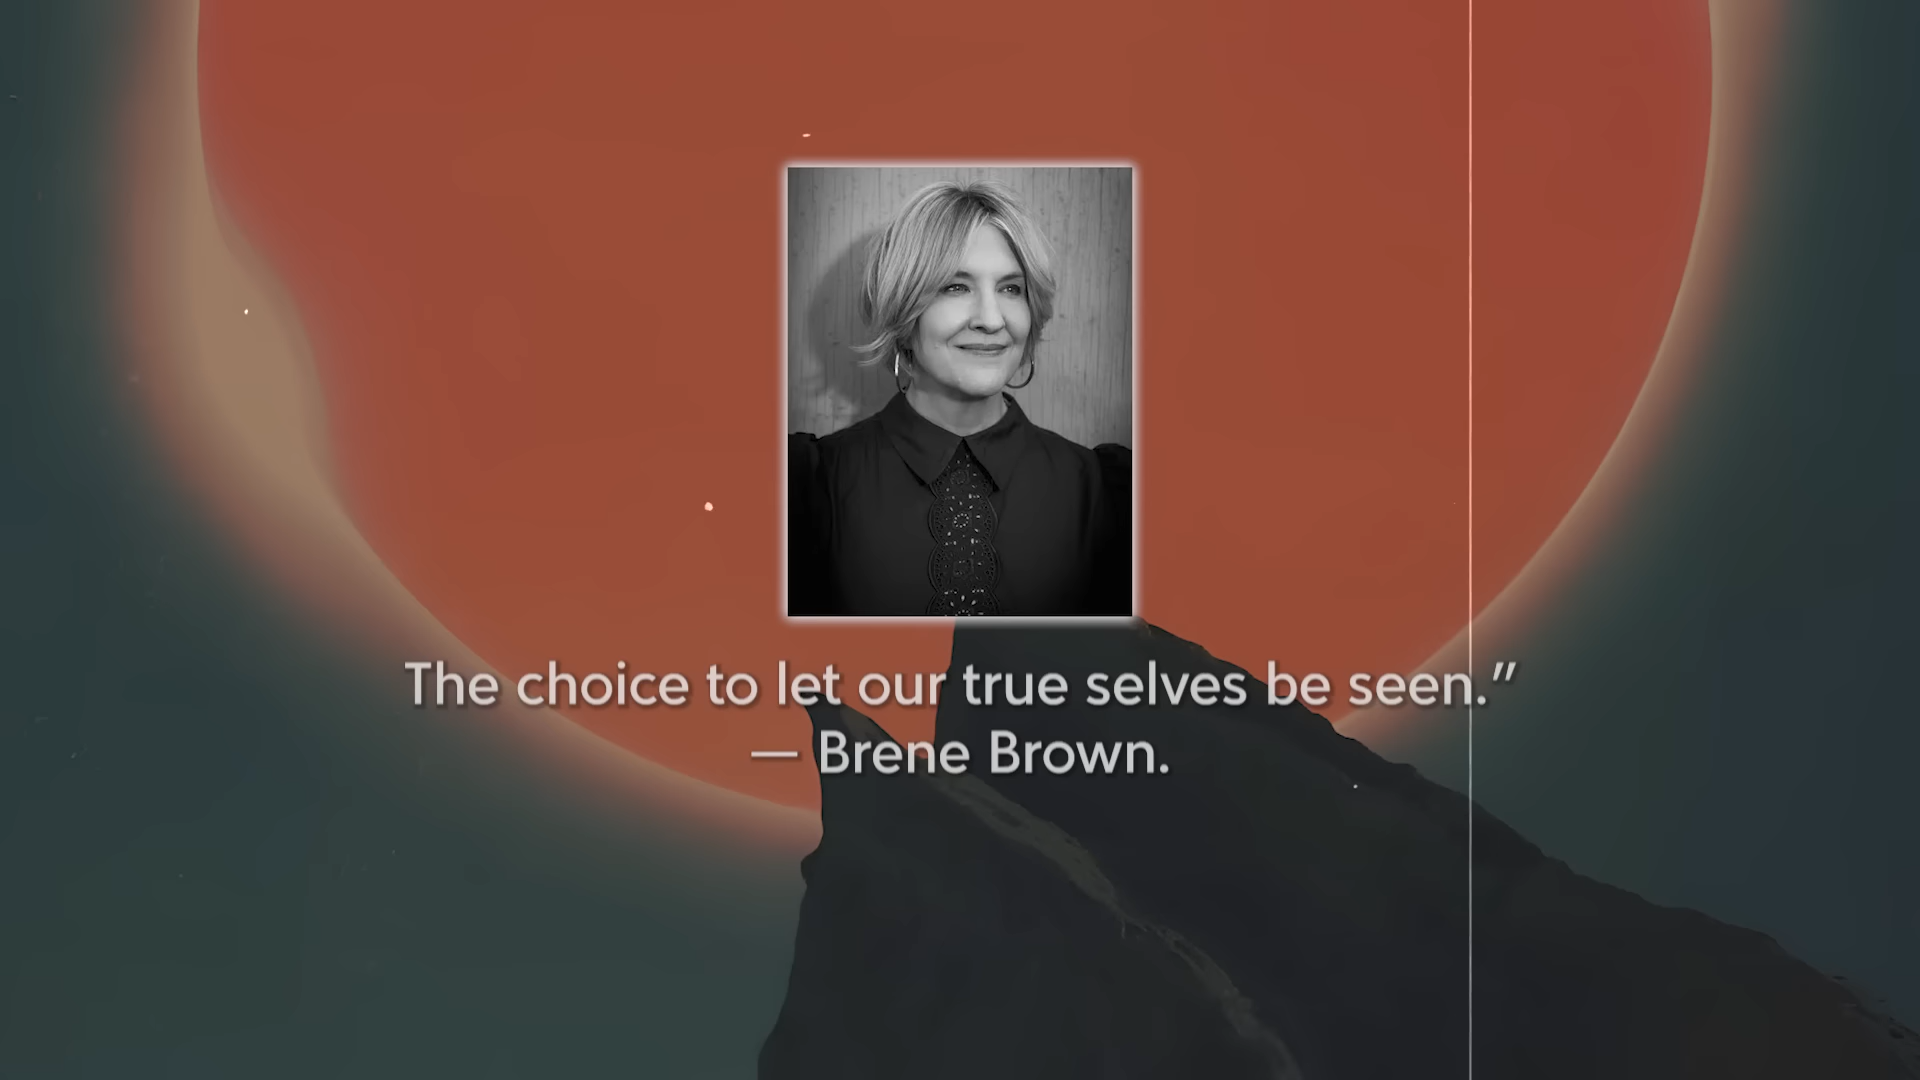 The choice to let our true selves be seen.”
— Brene Brown.